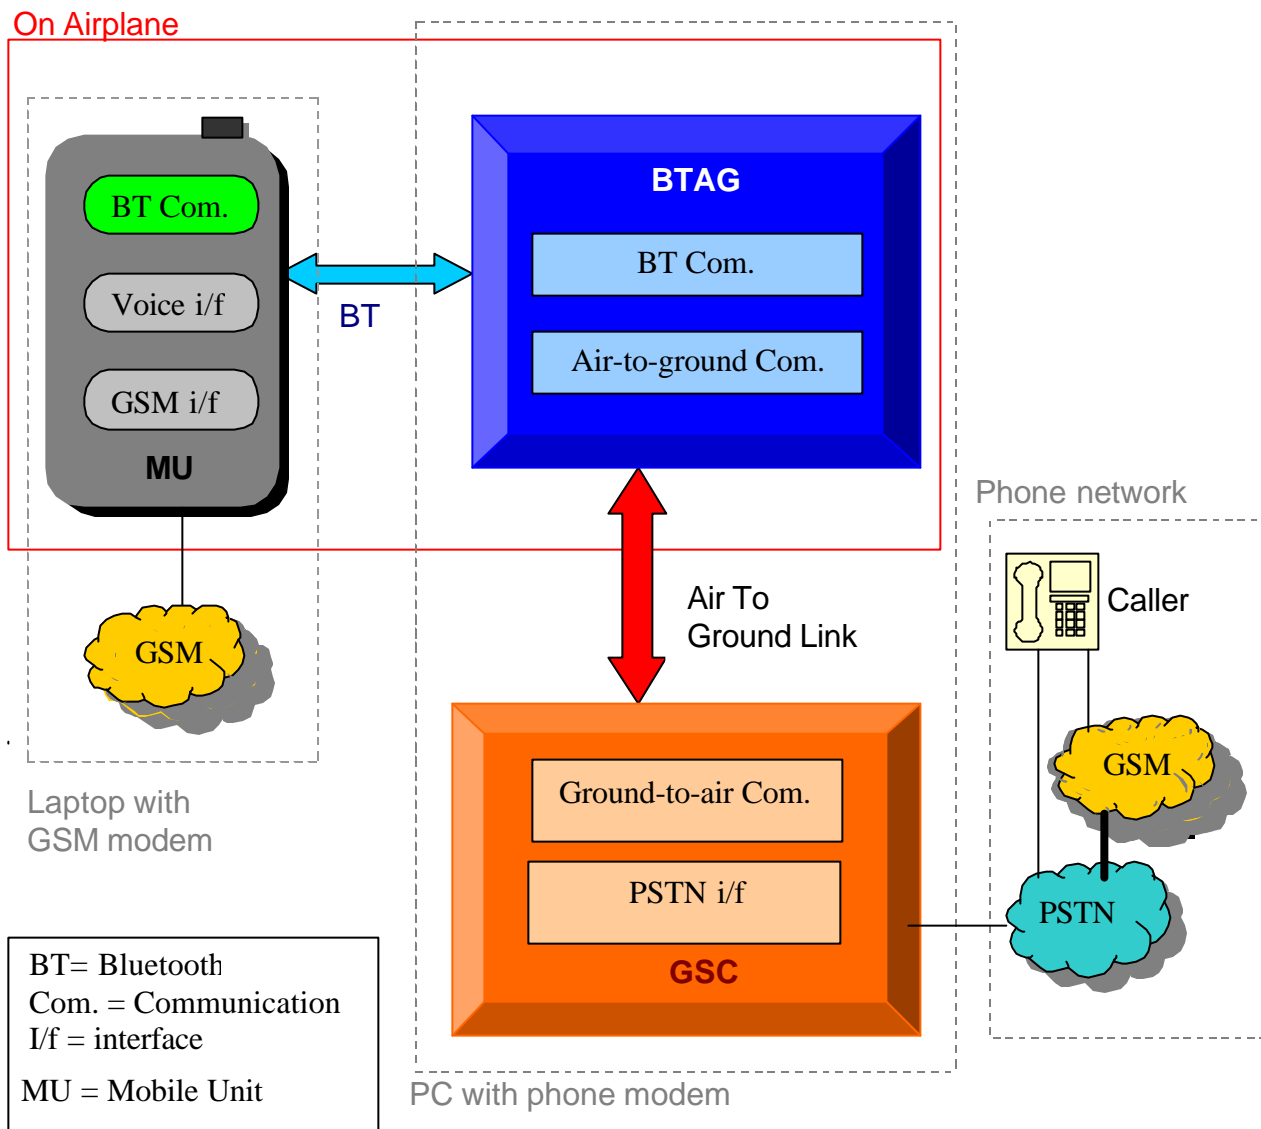 On Airplane
BT Com.
Voice i/f
GSM i/f
MU
BT
BTAG
BT Com.
Air-to-ground Com.
GSM
Air To
Ground Link
Phone network
Caller
GSM
PSTN
Laptop with
GSM modem
Ground-to-air Com.
PSTN i/f
GSC
PC with phone modem
BT= Bluetooth
Com. = Communication
I/f = interface
MU = Mobile Unit